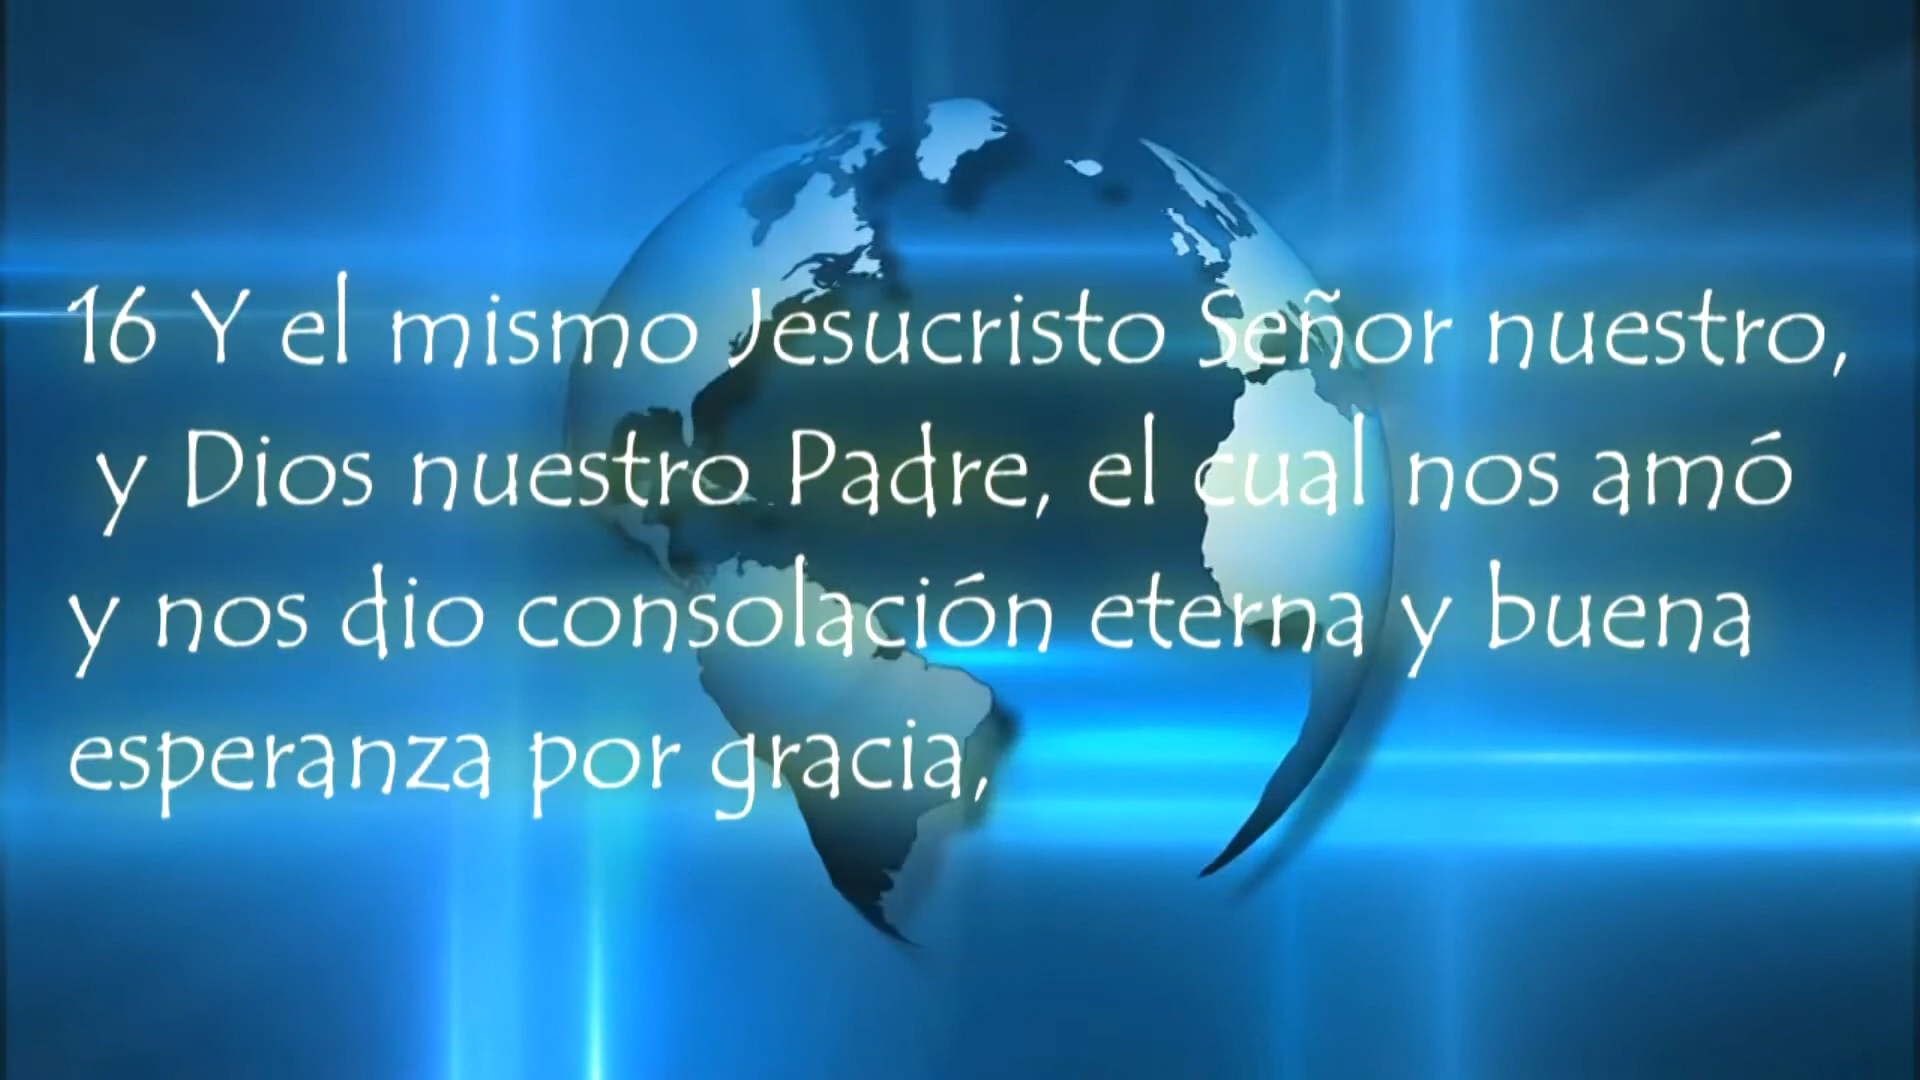 16 Y el mismo Jesucristo Señor nuestro,
y Dios nuestro Padre, el cual nos amó
y nos dio consolación eterna y buena
esperanza por gracia,